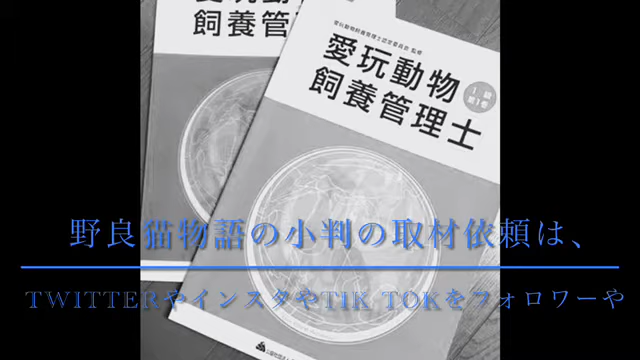 愛玩動
飼養管理
愛玩動物飼養管理士認定委員会 監修
愛玩動物
飼養管理士
1級
第1巻
野良猫物語の小判の取材依頼は、
TWITTERやインスタやTIK TOKをフォロワーや